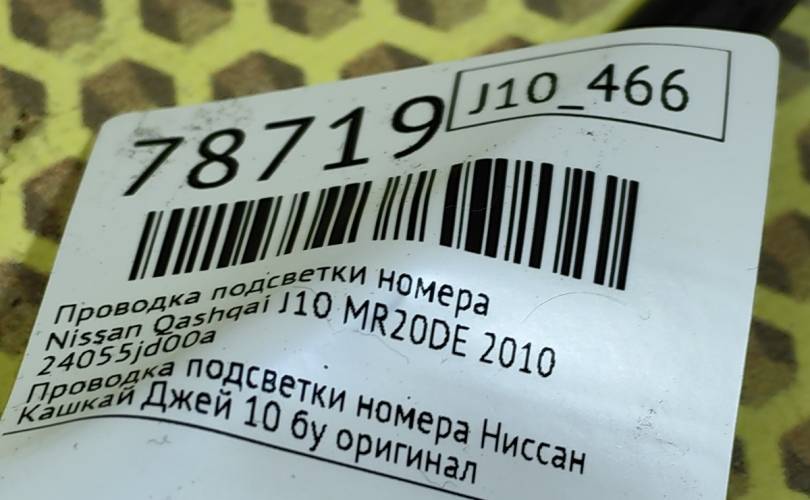 78719
J10_466
Проводка подсветки номера
Nissan Qashqai J10 MR20DE 2010
24055jd00a
Проводка подсветки номера Ниссан
Кашкай Джей 10 бу оригинал